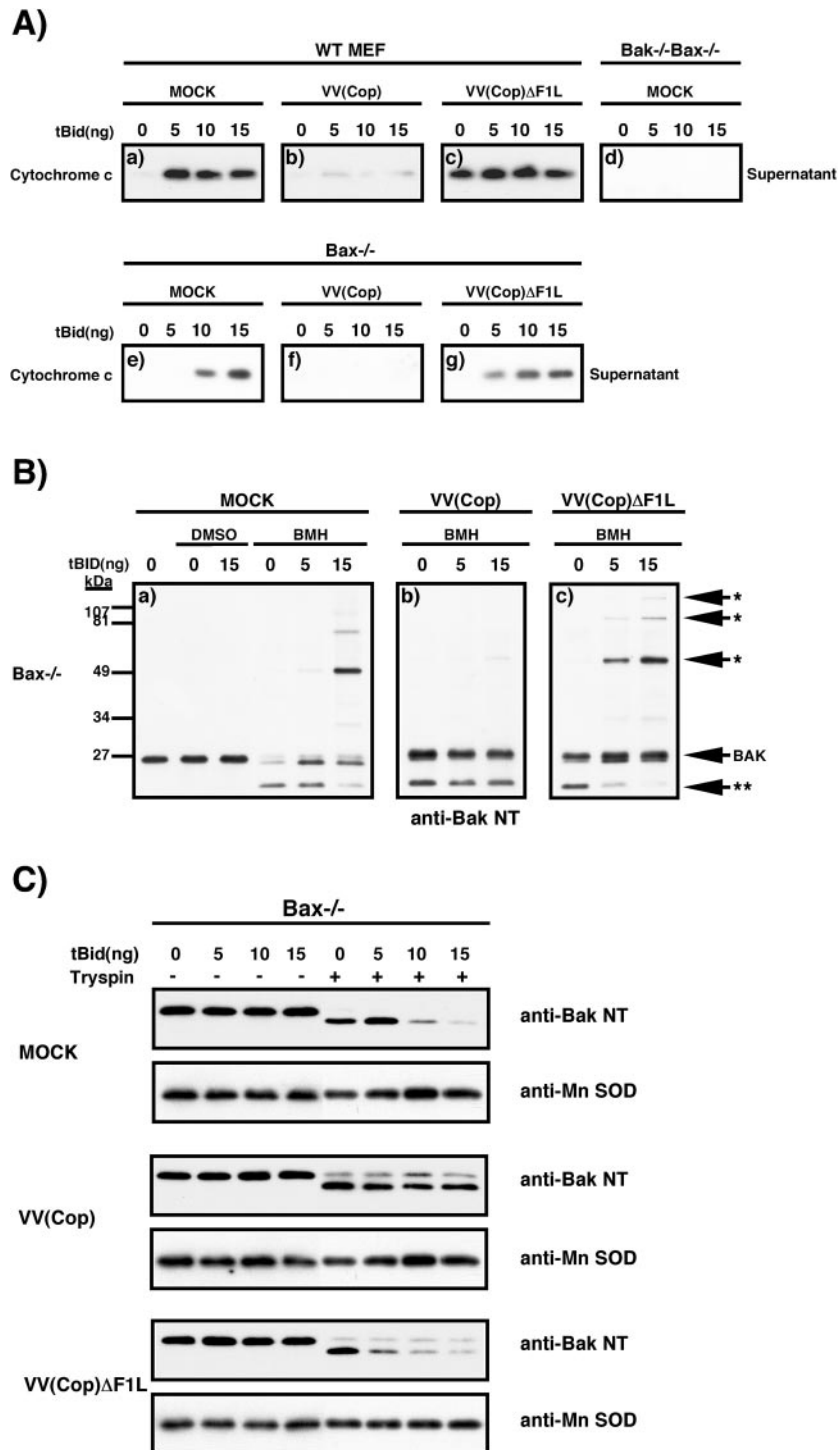 A)
WT MEF Bak-/-Bax-/-
MOCK VV(Cop) VV(Cop)ΔF1L MOCK
tBid(ng) 0 5 10 15 0 5 10 15 0 5 10 15 0 5 10 15
Cytochrome c a) b) c) d) Supernatant
Bax-/-
MOCK VV(Cop) VV(Cop)ΔF1L
tBid(ng) 0 5 10 15 0 5 10 15 0 5 10 15
Cytochrome c e) f) g) Supernatant
B)
MOCK VV(Cop) VV(Cop)ΔF1L
DMSO BMH BMH BMH
tBID(ng) 0 0 15 0 5 15 0 5 15 0 5 15
kDa a) b) c)
107 *
81 *
Bax-/- 49 *
34
27 BAK
**
anti-Bak NT
C)
Bax-/-
tBid(ng) 0 5 10 15 0 5 10 15
Tryspin - - - - + + + +
anti-Bak NT
MOCK
anti-Mn SOD
anti-Bak NT
VV(Cop)
anti-Mn SOD
anti-Bak NT
VV(Cop)ΔF1L
anti-Mn SOD